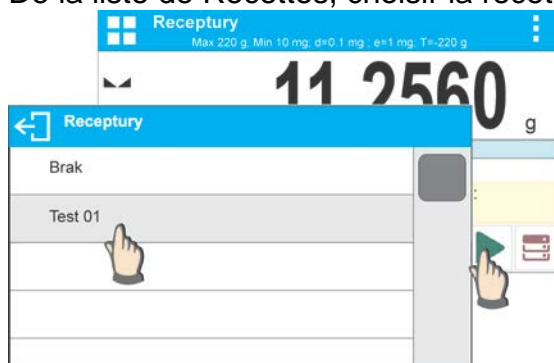 De la liste de Recettes, choisir la recet
Receptury
Max 220 g; Min 10 mg; d=0.1 mg ; e=1 mg; T=-220 g
11.2560 g
Receptury
Brak
Test 01
: